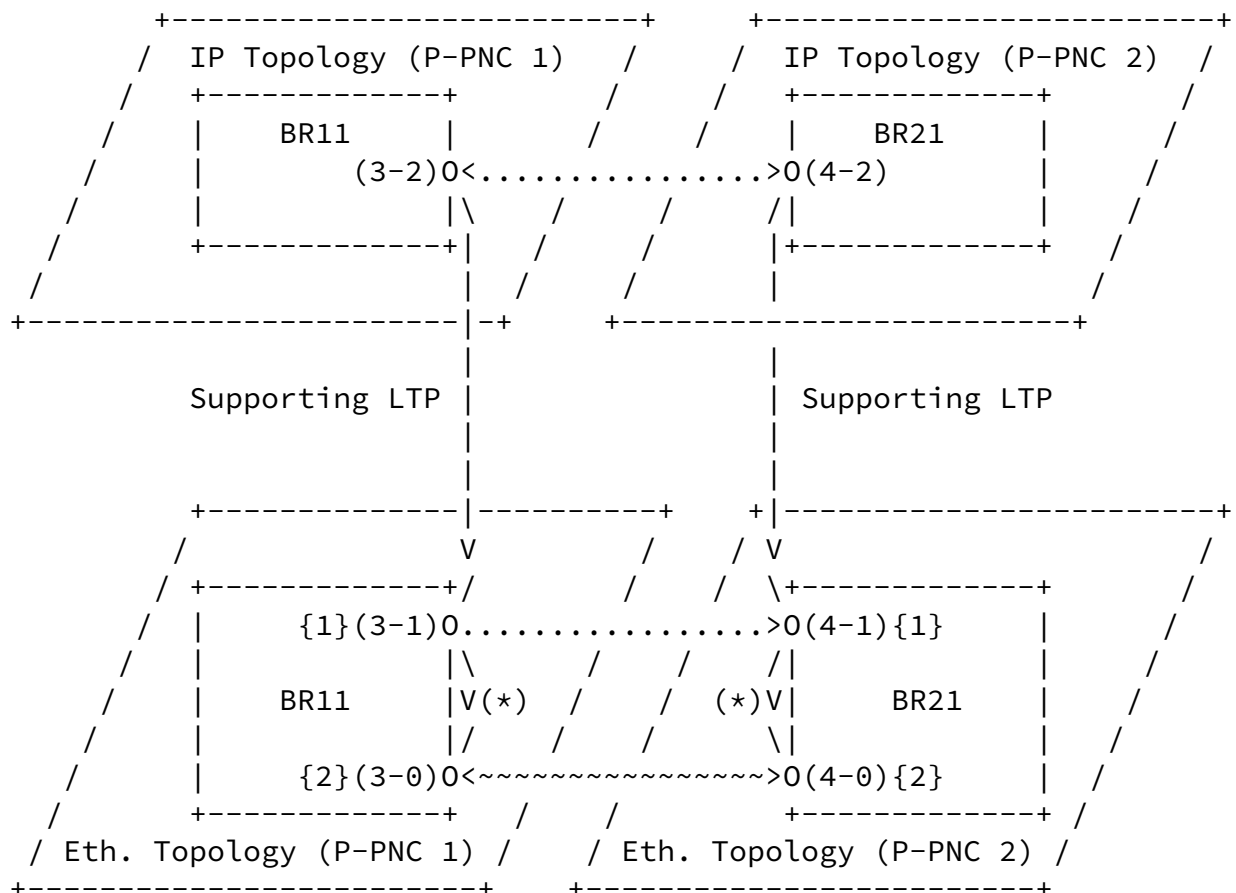 IP Topology (P-PNC 1) IP Topology (P-PNC 2)
BR11 BR21
(3-2)O<................>O(4-2)
Supporting LTP Supporting LTP
{1}(3-1)O.................>O(4-1){1}
BR11 V(*) (*)V BR21
{2}(3-0)O<~~~~~~~~~~~~~~~~>O(4-0){2}
Eth. Topology (P-PNC 1) Eth. Topology (P-PNC 2)